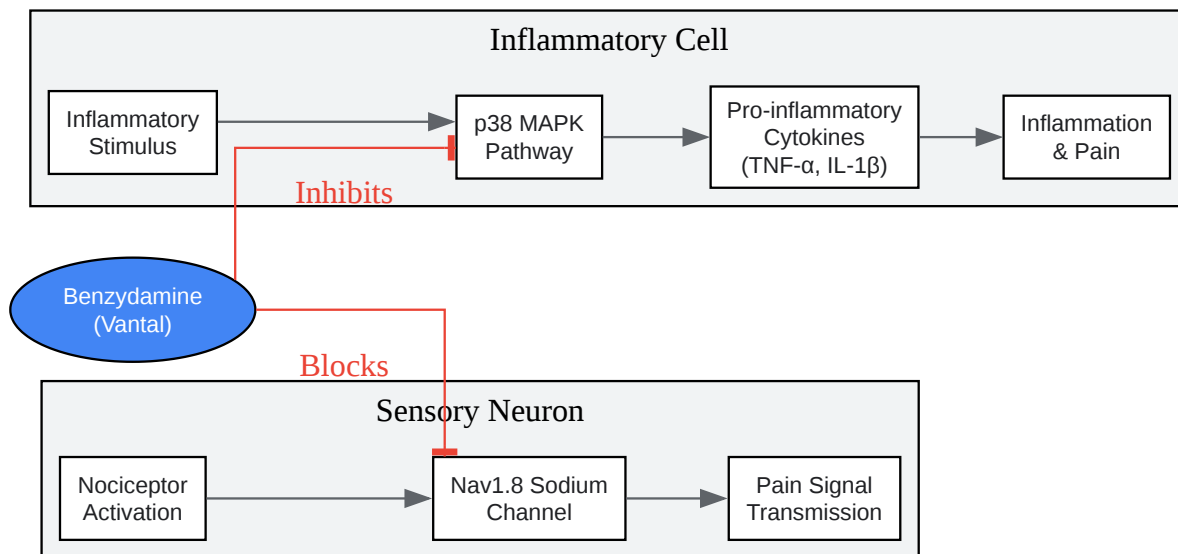 Inflammatory Cell
Inflammatory
Stimulus
p38 MAPK
Pathway
Pro-inflammatory
Cytokines
(TNF-α, IL-1β)
Inflammation
& Pain
Inhibits
Benzydamine
(Vantal)
Blocks
Sensory Neuron
Nociceptor
Activation
Nav1.8 Sodium
Channel
Pain Signal
Transmission